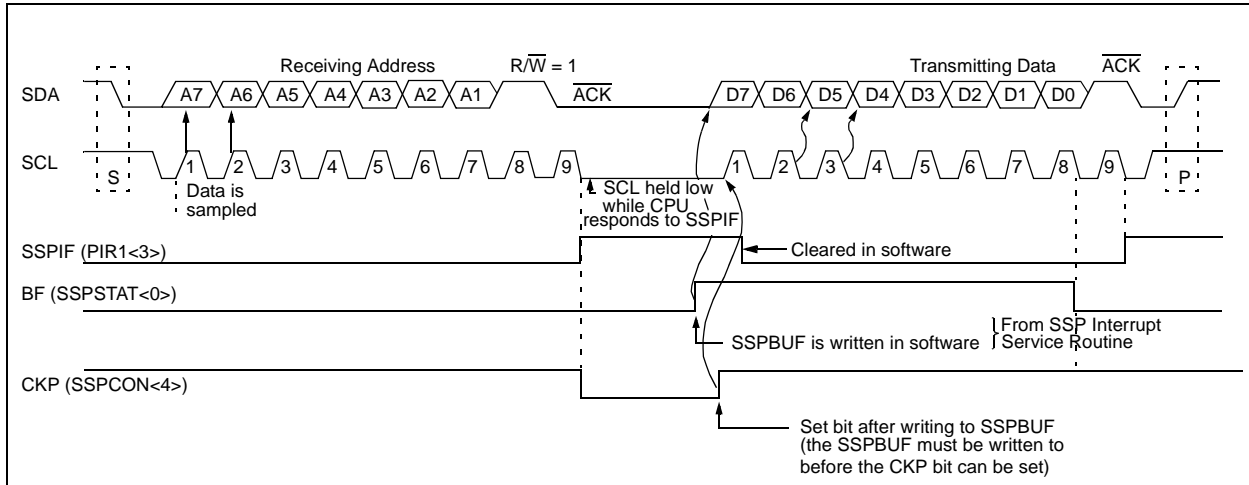 Receiving Address R/W̅ = 1 Transmitting Data A̅C̅K̅
SDA A7 A6 A5 A4 A3 A2 A1 A̅C̅K̅ D7 D6 D5 D4 D3 D2 D1 D0
SCL S 1 2 3 4 5 6 7 8 9 1 2 3 4 5 6 7 8 9 P
Data is
sampled
SCL held low
while CPU
responds to SSPIF
SSPIF (PIR1<3>)
Cleared in software
BF (SSPSTAT<0>)
SSPBUF is written in software
From SSP Interrupt
Service Routine
CKP (SSPCON<4>)
Set bit after writing to SSPBUF
(the SSPBUF must be written to
before the CKP bit can be set)